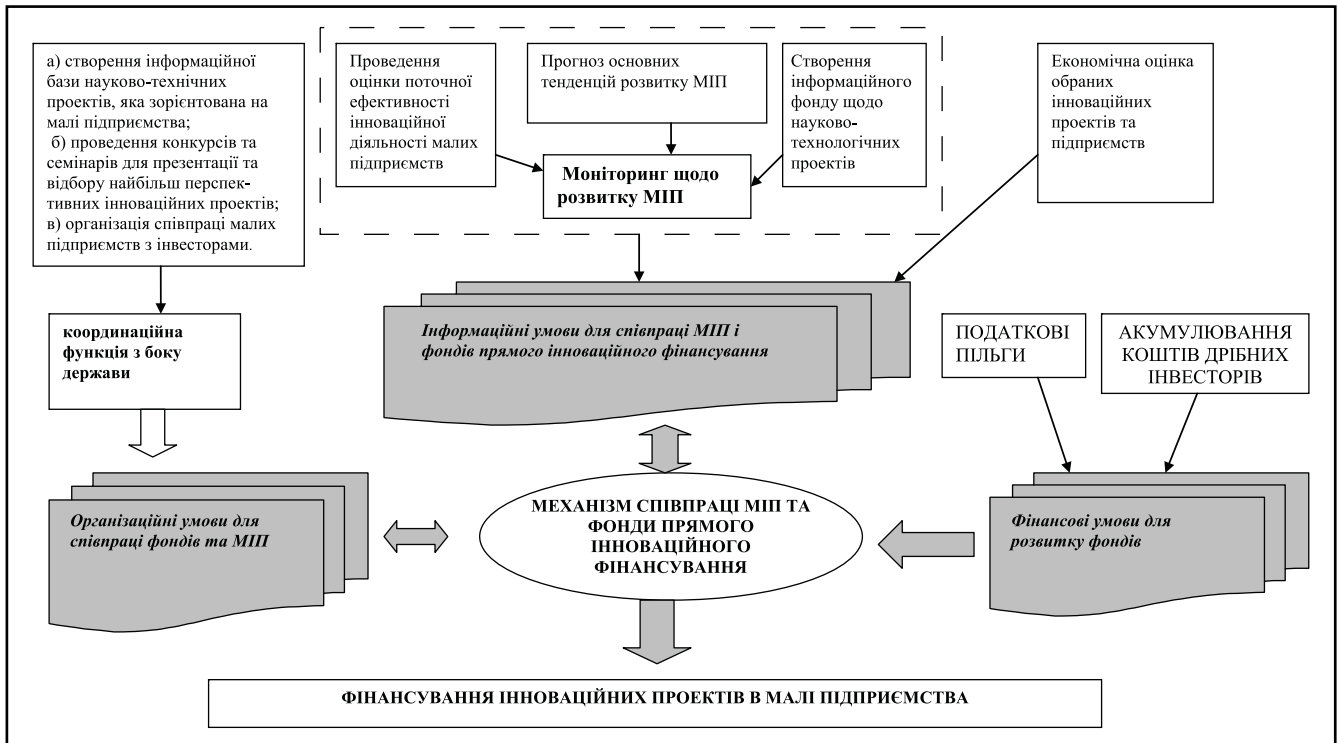 а) створення інформаційної
бази науково-технічних
проектів, яка зорієнтована на
малі підприємства;
б) проведення конкурсів та
семінарів для презентації та
відбору найбільш перспек-
тивних інноваційних проектів;
в) організація співпраці малих
підприємств з інвесторами.
Проведення
оцінки поточної
ефективності
інноваційної
діяльності малих
підприємств
Прогноз основних
тенденцій розвитку МІП
Створення
інформаційного
фонду щодо
науково-
технологічних
проектів
Економічна оцінка
обраних
інноваційних
проектів та
підприємств
Моніторинг щодо
розвитку МІП
координаційна
функція з боку
держави
Інформаційні умови для співпраці МІП і
фондів прямого інноваційного фінансування
ПОДАТКОВІ
ПІЛЬГИ
АКУМУЛЮВАННЯ
КОШТІВ ДРІБНИХ
ІНВЕСТОРІВ
Організаційні умови для
співпраці фондів та МІП
МЕХАНІЗМ СПІВПРАЦІ МІП ТА
ФОНДИ ПРЯМОГО
ІННОВАЦІЙНОГО
ФІНАНСУВАННЯ
Фінансові умови для
розвитку фондів
ФІНАНСУВАННЯ ІННОВАЦІЙНИХ ПРОЕКТІВ В МАЛІ ПІДПРИЄМСТВА